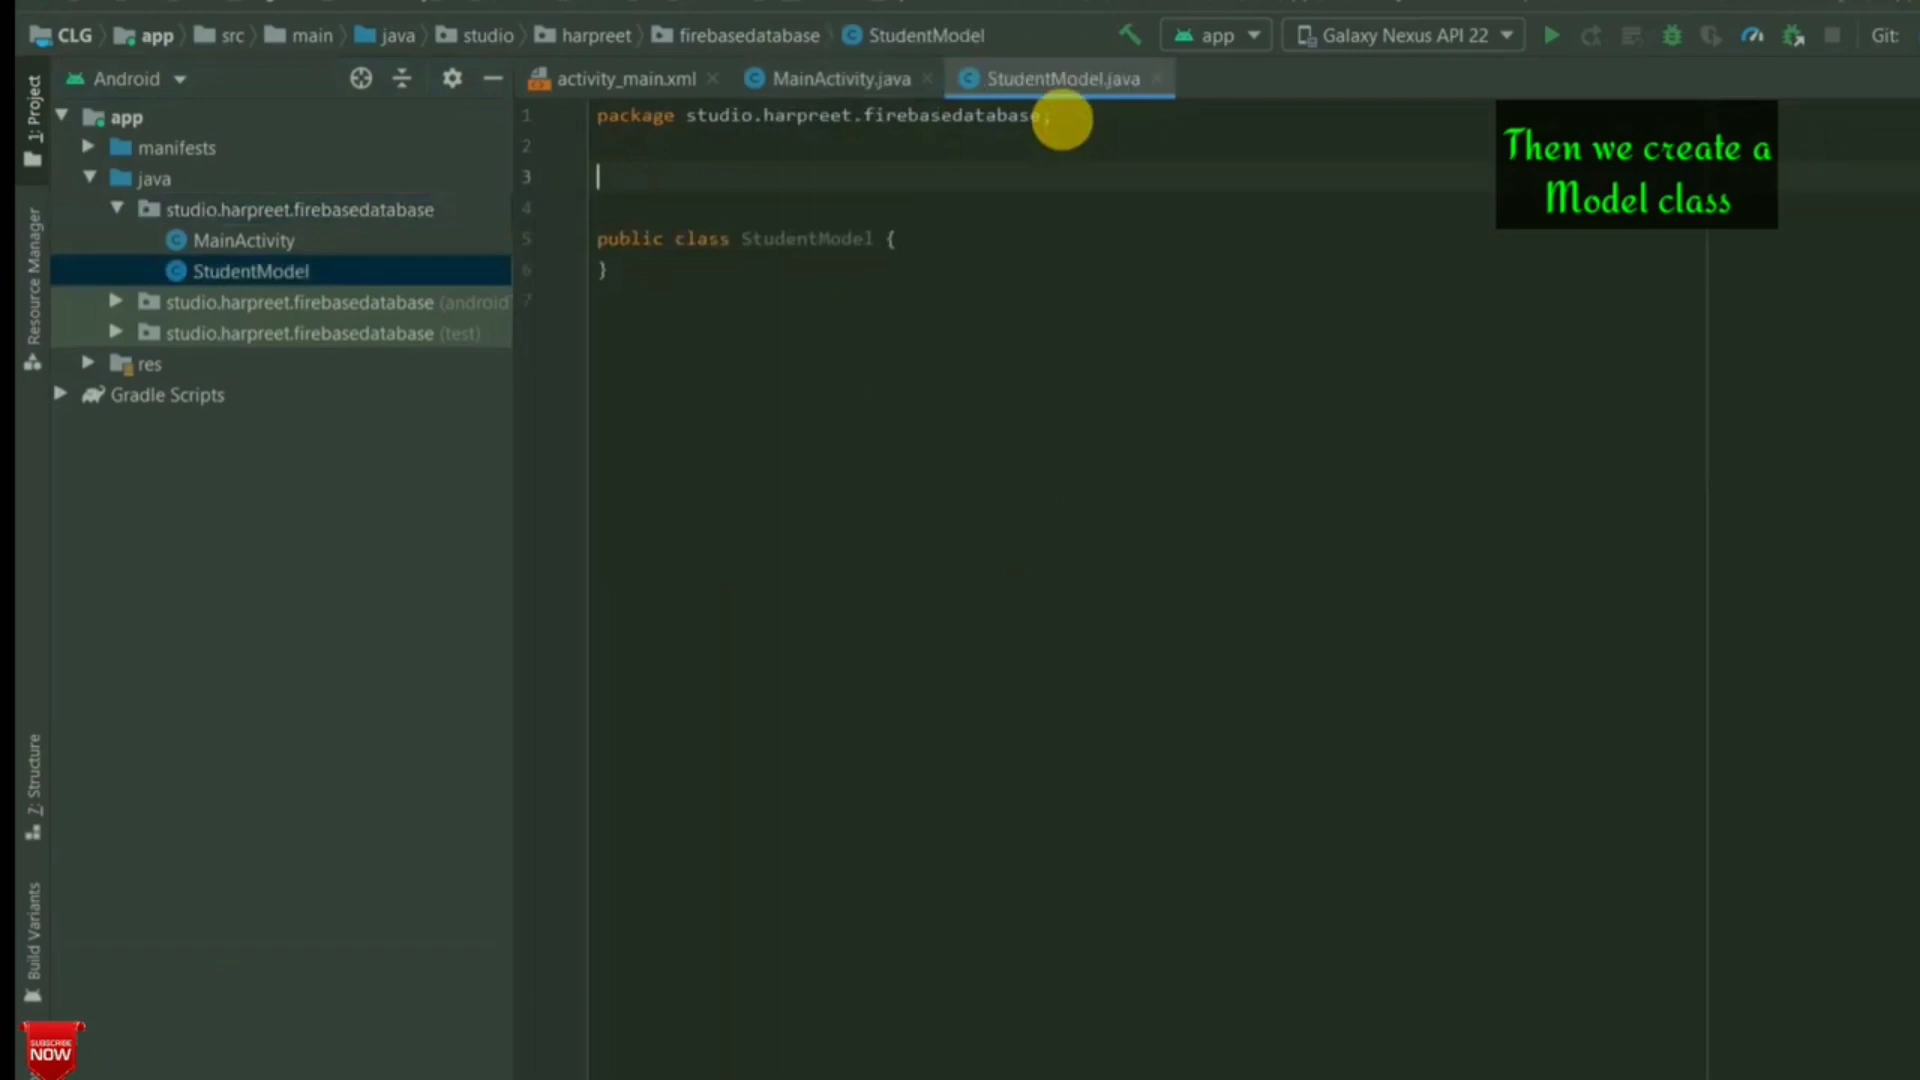 CLG app src main java studio harpreet firebasedatabase StudentModel app Galaxy Nexus API 22 Git:
1: Project
Android
activity_main.xml MainActivity.java StudentModel.java
app
manifests
java
studio.harpreet.firebasedatabase
MainActivity
StudentModel
studio.harpreet.firebasedatabase (android
studio.harpreet.firebasedatabase (test)
res
Gradle Scripts
Resource Manager
7: Structure
Build Variants
1 package studio.harpreet.firebasedatabase;
2
3
4
5 public class StudentModel {
6 }
7
Then we create a
Model class
SUBSCRIBE
NOW